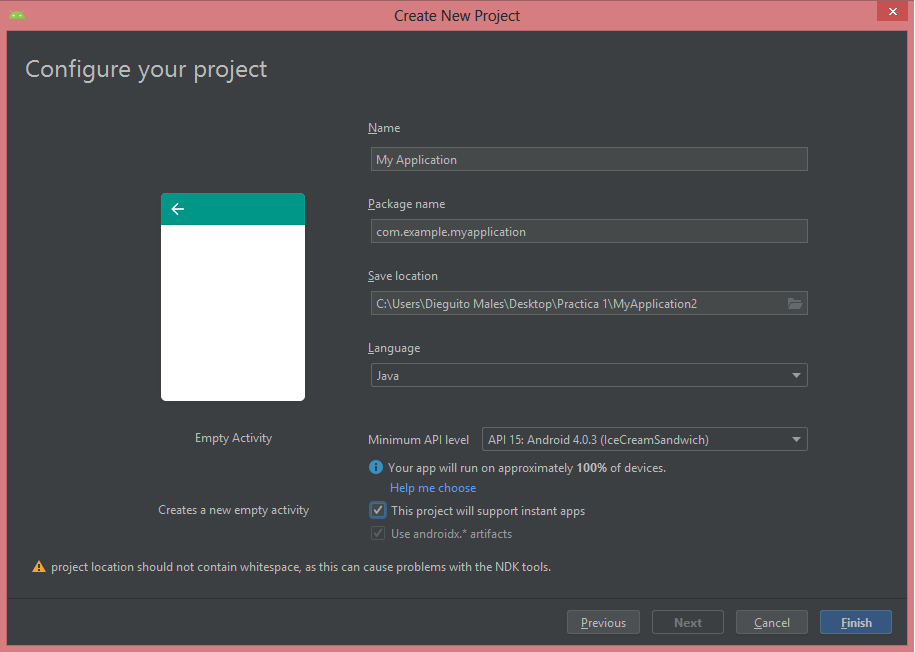 Create New Project
Configure your project
Name
My Application
Package name
com.example.myapplication
Save location
C:\Users\Dieguito Males\Desktop\Practica 1\MyApplication2
Language
Java
Empty Activity
Minimum API level API 15: Android 4.0.3 (IceCreamSandwich)
Your app will run on approximately 100% of devices.
Help me choose
Creates a new empty activity
This project will support instant apps
Use androidx.* artifacts
project location should not contain whitespace, as this can cause problems with the NDK tools.
Previous Next Cancel Finish